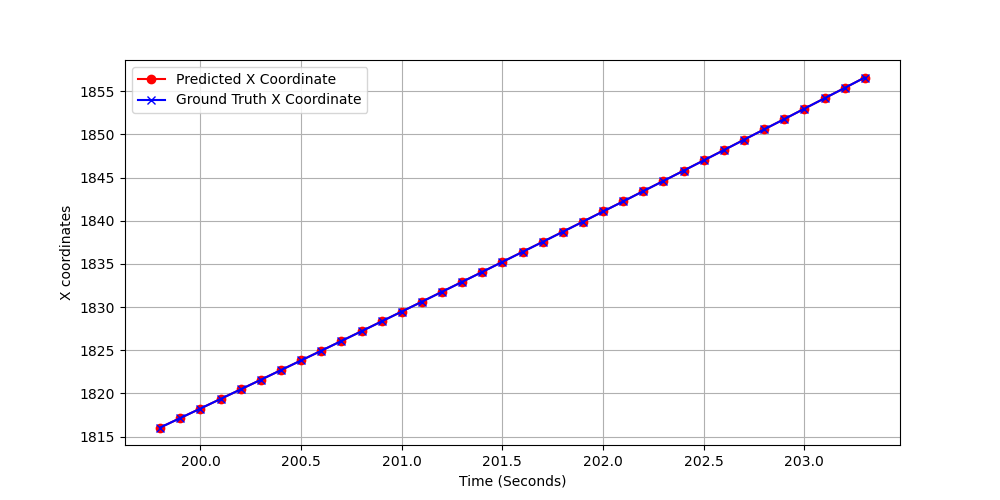 Predicted X Coordinate
Ground Truth X Coordinate
1855
1850
1845
1840
1835
1830
1825
1820
1815
X coordinates
200.0 200.5 201.0 201.5 202.0 202.5 203.0
Time (Seconds)